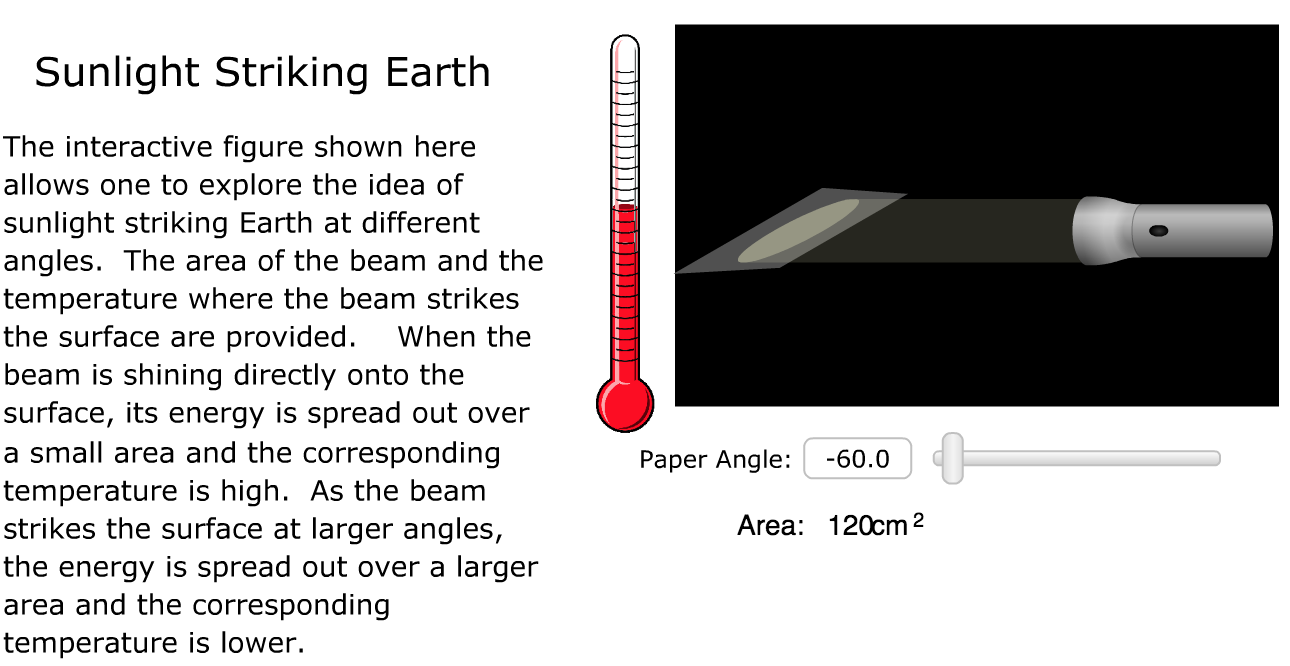 Sunlight Striking Earth
The interactive figure shown here
allows one to explore the idea of
sunlight striking Earth at different
angles.  The area of the beam and the
temperature where the beam strikes
the surface are provided.    When the
beam is shining directly onto the
surface, its energy is spread out over
a small area and the corresponding
temperature is high.  As the beam
strikes the surface at larger angles,
the energy is spread out over a larger
area and the corresponding
temperature is lower.
Paper Angle: -60.0
Area: 120cm²